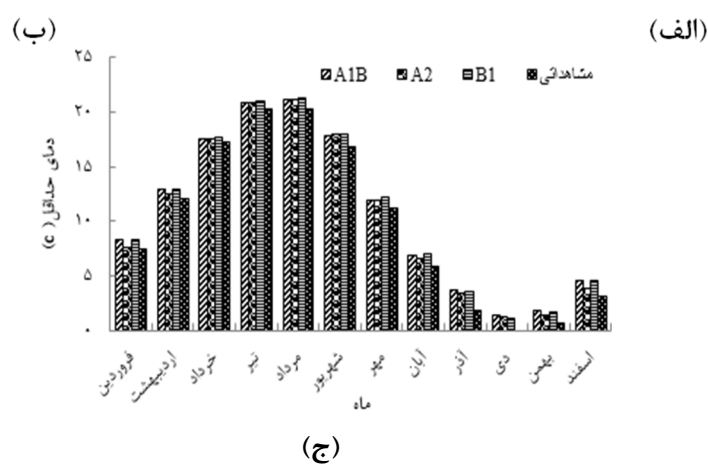 (الف) (ب)
A1B A2 B1 مشاهداتی
دمای حداقل (c)
۲۵
۲۰
۱۵
۱۰
۵
۰
فروردین اردیبهشت خرداد تیر مرداد شهریور مهر آبان آذر دی بهمن اسفند
ماه
(ج)